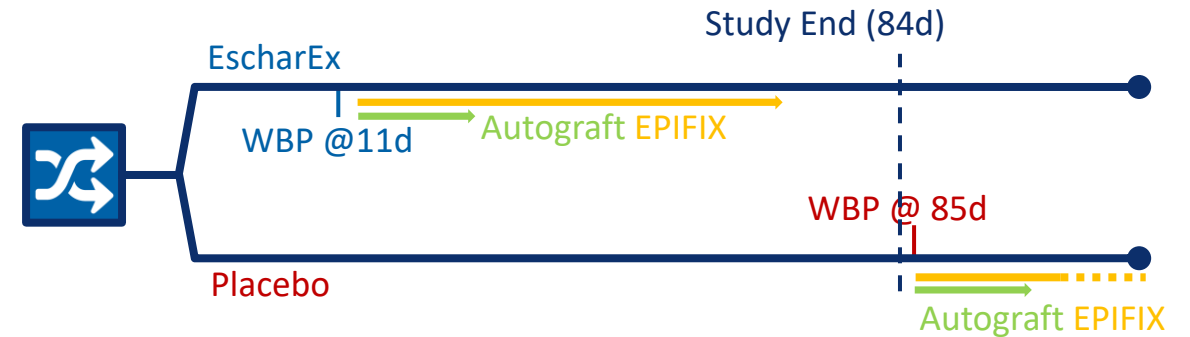 Study End (84d)
EscharEx
WBP @11d
Autograft EPIFIX
WBP @ 85d
Placebo
Autograft EPIFIX